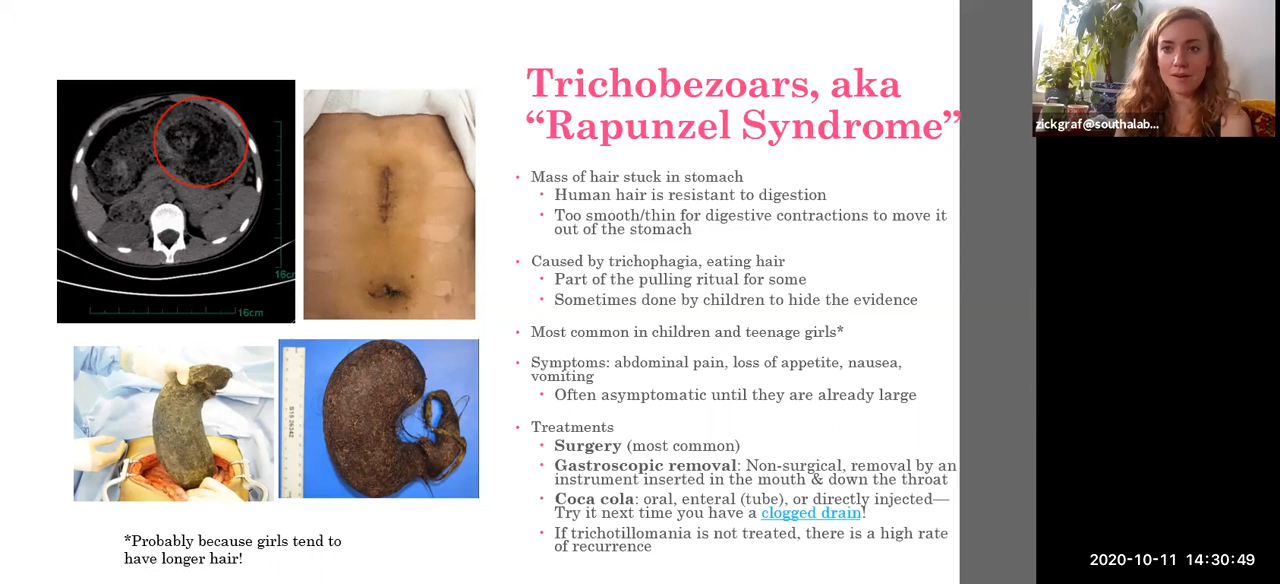 Trichobezoars, aka
“Rapunzel Syndrome”
• Mass of hair stuck in stomach
• Human hair is resistant to digestion
• Too smooth/thin for digestive contractions to move it
out of the stomach
• Caused by trichophagia, eating hair
• Part of the pulling ritual for some
• Sometimes done by children to hide the evidence
• Most common in children and teenage girls*
• Symptoms: abdominal pain, loss of appetite, nausea,
vomiting
• Often asymptomatic until they are already large
• Treatments
• Surgery (most common)
• Gastroscopic removal: Non-surgical, removal by an
instrument inserted in the mouth & down the throat
• Coca cola: oral, enteral (tube), or directly injected—
Try it next time you have a clogged drain!
• If trichotillomania is not treated, there is a high rate
of recurrence
16cm
16cm
*Probably because girls tend to
have longer hair!
zickgraf@southalab...
2020-10-11 14:30:49